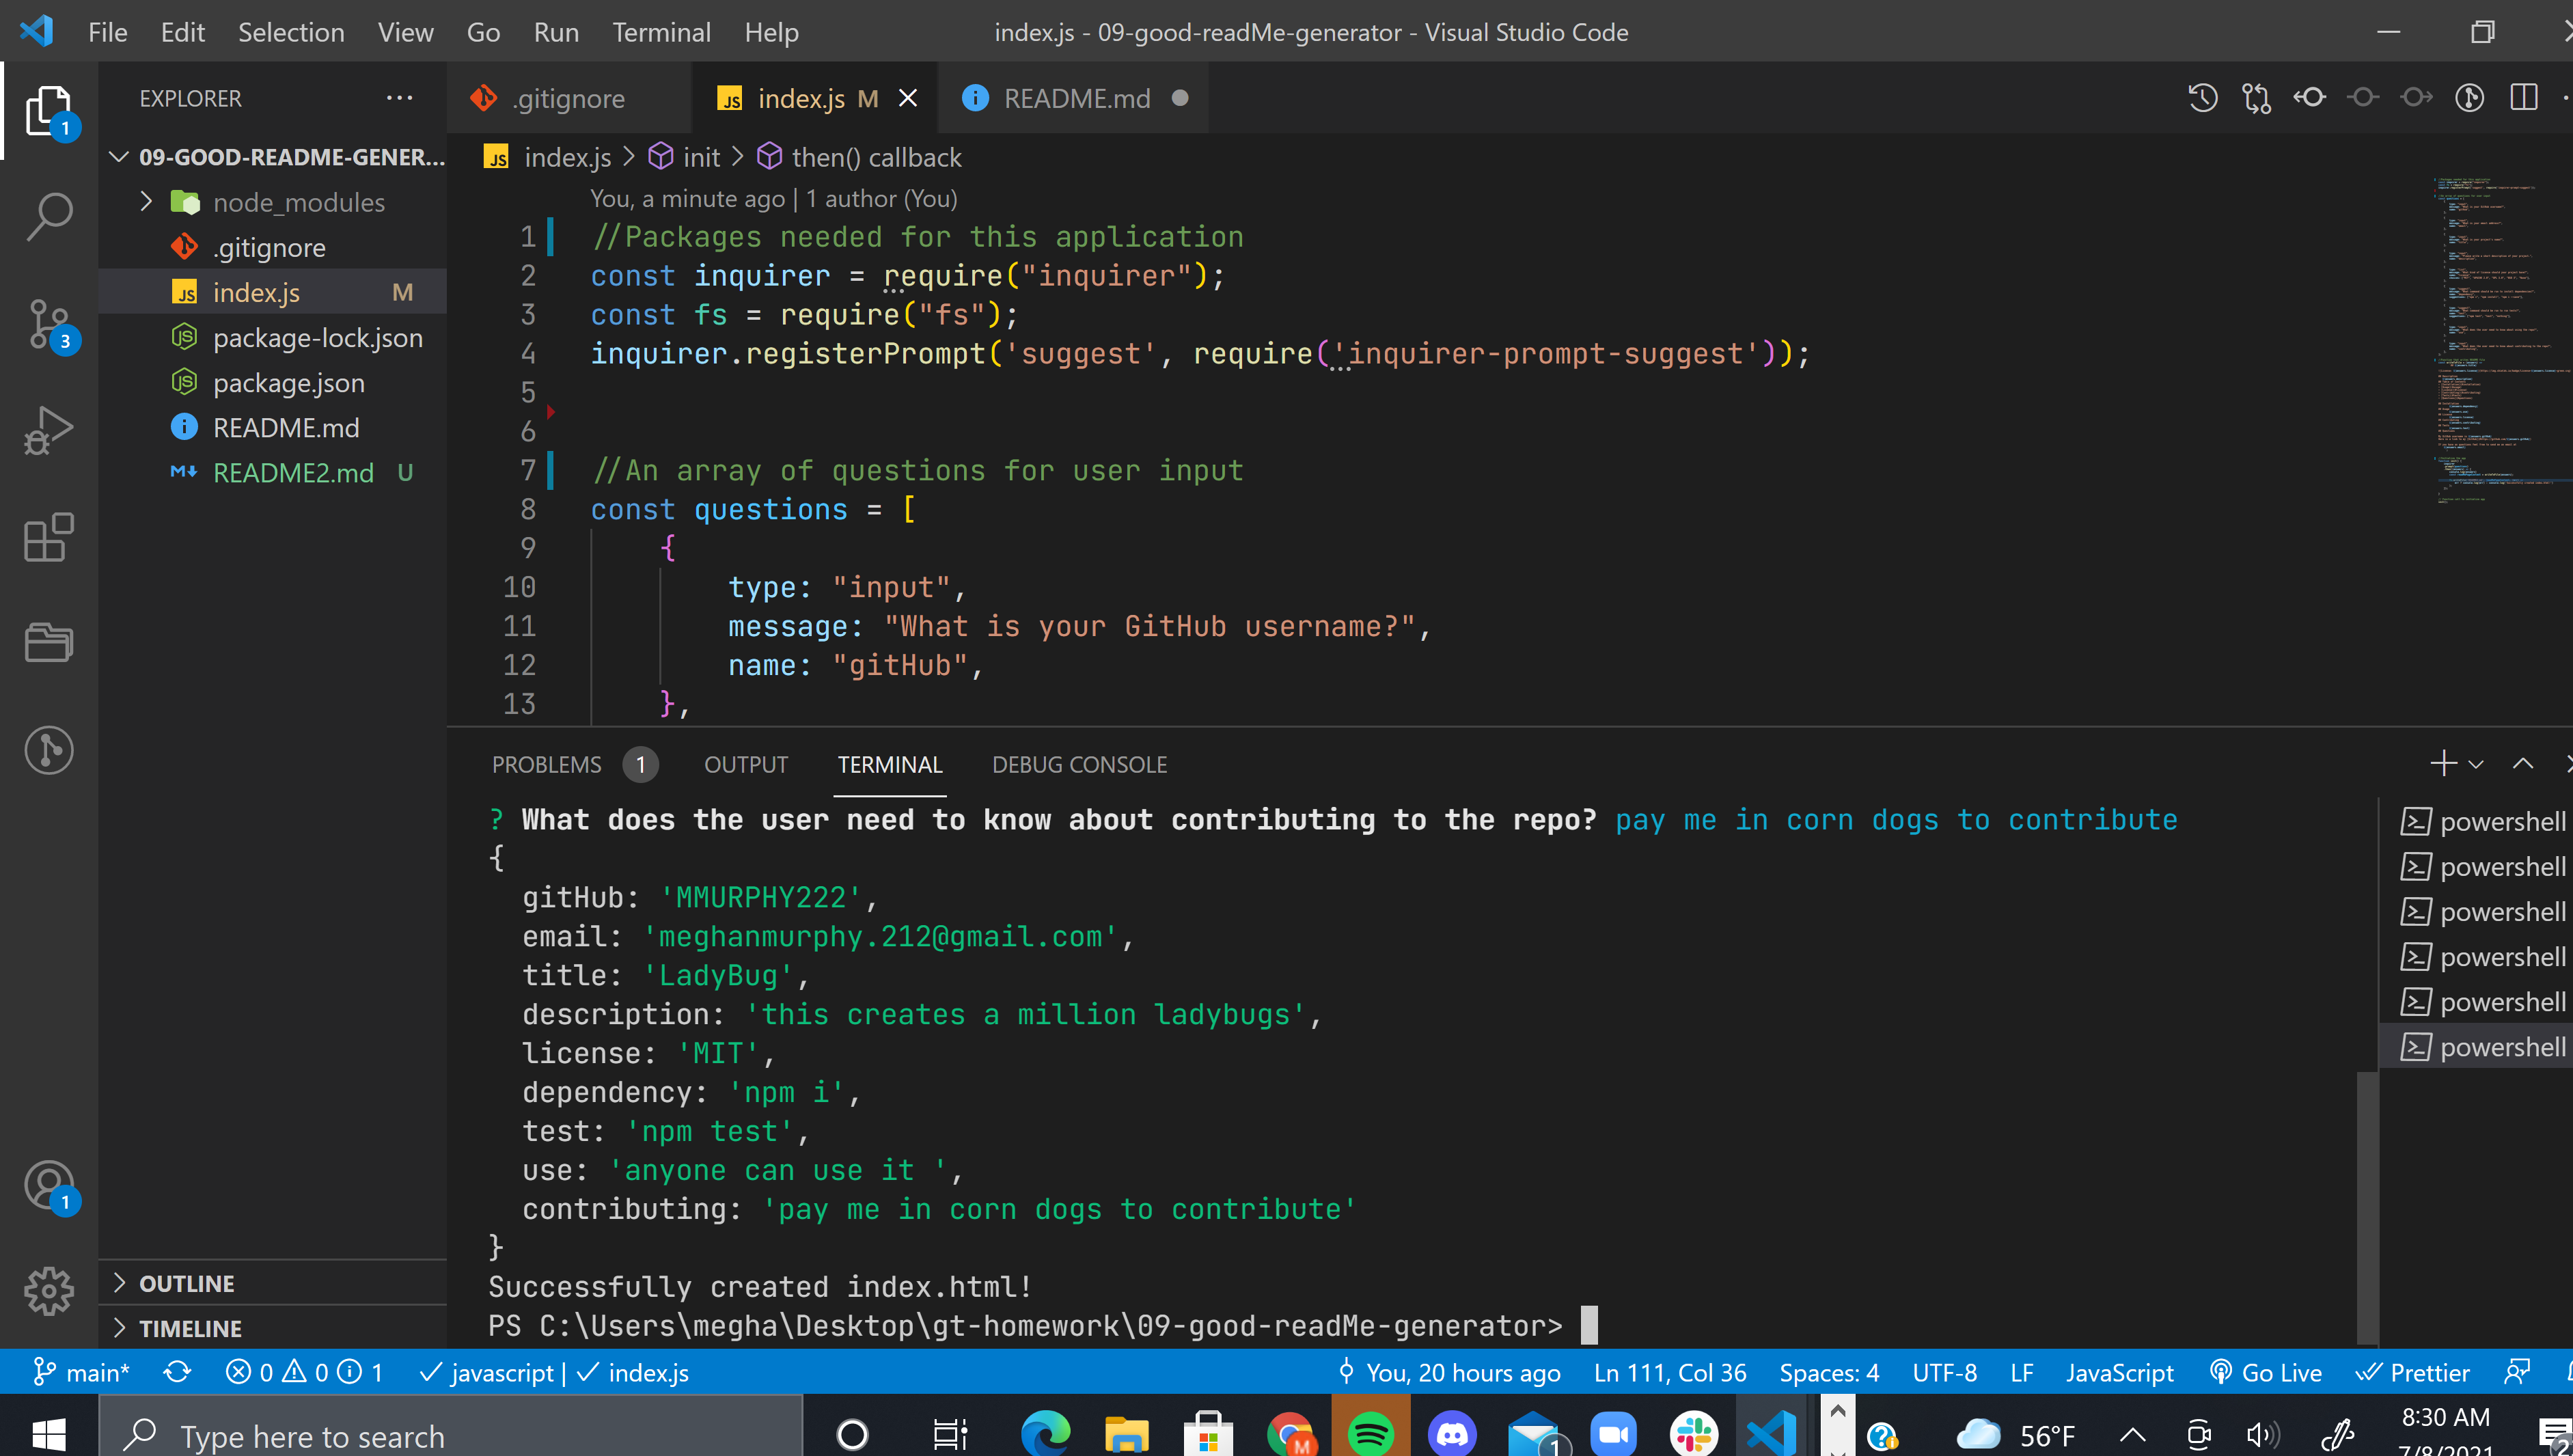 File Edit Selection View Go Run Terminal Help
index.js - 09-good-readMe-generator - Visual Studio Code
EXPLORER
.gitignore
index.js M
README.md
1
09-GOOD-README-GENER...
node_modules
.gitignore
index.js M
package-lock.json
package.json
README.md
README2.md U
3
index.js > init > then() callback
You, a minute ago | 1 author (You)
1 //Packages needed for this application
2 const inquirer = require("inquirer");
3 const fs = require("fs");
4 inquirer.registerPrompt('suggest', require('inquirer-prompt-suggest'));
5
6
7 //An array of questions for user input
8 const questions = [
9 {
10 type: "input",
11 message: "What is your GitHub username?",
12 name: "gitHub",
13 },
PROBLEMS 1 OUTPUT TERMINAL DEBUG CONSOLE
? What does the user need to know about contributing to the repo? pay me in corn dogs to contribute
{
gitHub: 'MMURPHY222',
email: 'meghanmurphy.212@gmail.com',
title: 'LadyBug',
description: 'this creates a million ladybugs',
license: 'MIT',
dependency: 'npm i',
test: 'npm test',
use: 'anyone can use it ',
contributing: 'pay me in corn dogs to contribute'
}
Successfully created index.html!
PS C:\Users\megha\Desktop\gt-homework\09-good-readMe-generator>
powershell
powershell
powershell
powershell
powershell
powershell
1
OUTLINE
TIMELINE
main* 0 0 1 javascript | index.js
You, 20 hours ago Ln 111, Col 36 Spaces: 4 UTF-8 LF JavaScript Go Live Prettier
Type here to search
M
1
56°F
8:30 AM
7/8/2021
2